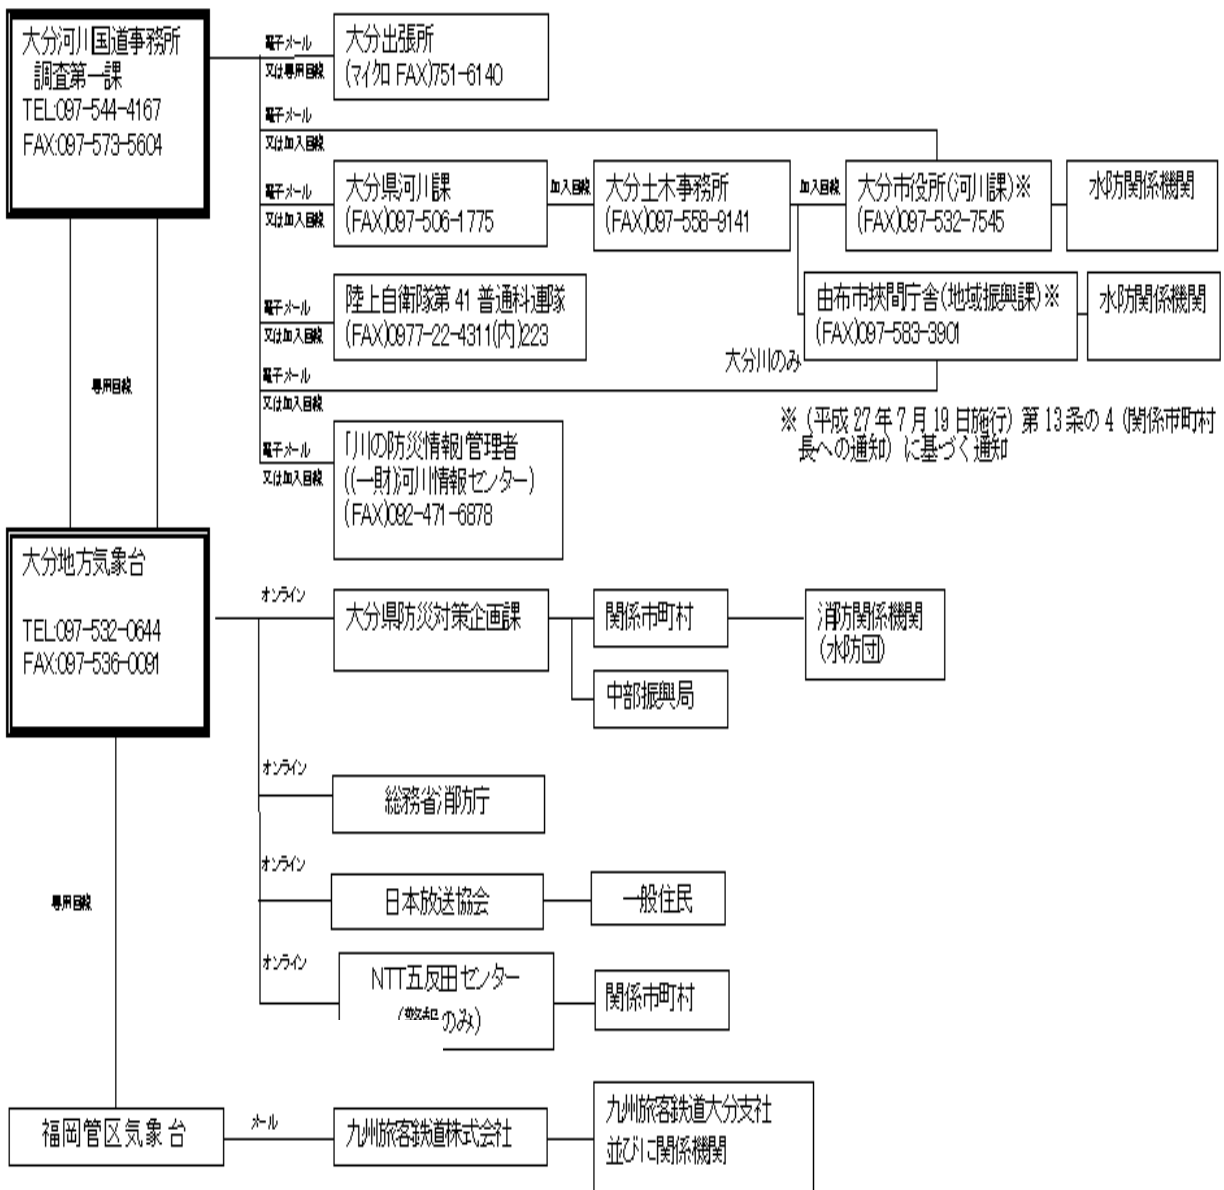 大分河川国道事務所
調査第一課
TEL:097-544-4167
FAX:097-573-5604
電子メール
又は専用回線
大分出張所
(マイクロ FAX)751-6140
電子メール
又は加入回線
電子メール
又は加入回線
大分県河川課
(FAX)097-506-1775
加入回線
大分土木事務所
(FAX)097-558-9141
加入回線
大分市役所(河川課)※
(FAX)097-532-7545
水防関係機関
電子メール
又は加入回線
陸上自衛隊第 41 普通科連隊
(FAX)0977-22-4311(内)223
由布市挾間庁舎(地域振興課)※
(FAX)097-583-3901
水防関係機関
大分川のみ
電子メール
又は加入回線
専用回線
※ (平成 27 年 7 月 19 日施行) 第 13 条の 4 (関係市町村
長への通知) に基づく通知
電子メール
又は加入回線
「川の防災情報」管理者
((一財)河川情報センター)
(FAX)092-471-6878
大分地方気象台
TEL:097-532-0644
FAX:097-536-0091
オンライン
大分県防災対策企画課
関係市町村
消防関係機関
(水防団)
中部振興局
オンライン
総務省消防庁
オンライン
日本放送協会
一般住民
専用回線
オンライン
NTT五反田センター
(警報のみ)
関係市町村
福岡管区気象台
メール
九州旅客鉄道株式会社
九州旅客鉄道大分支社
並びに関係機関